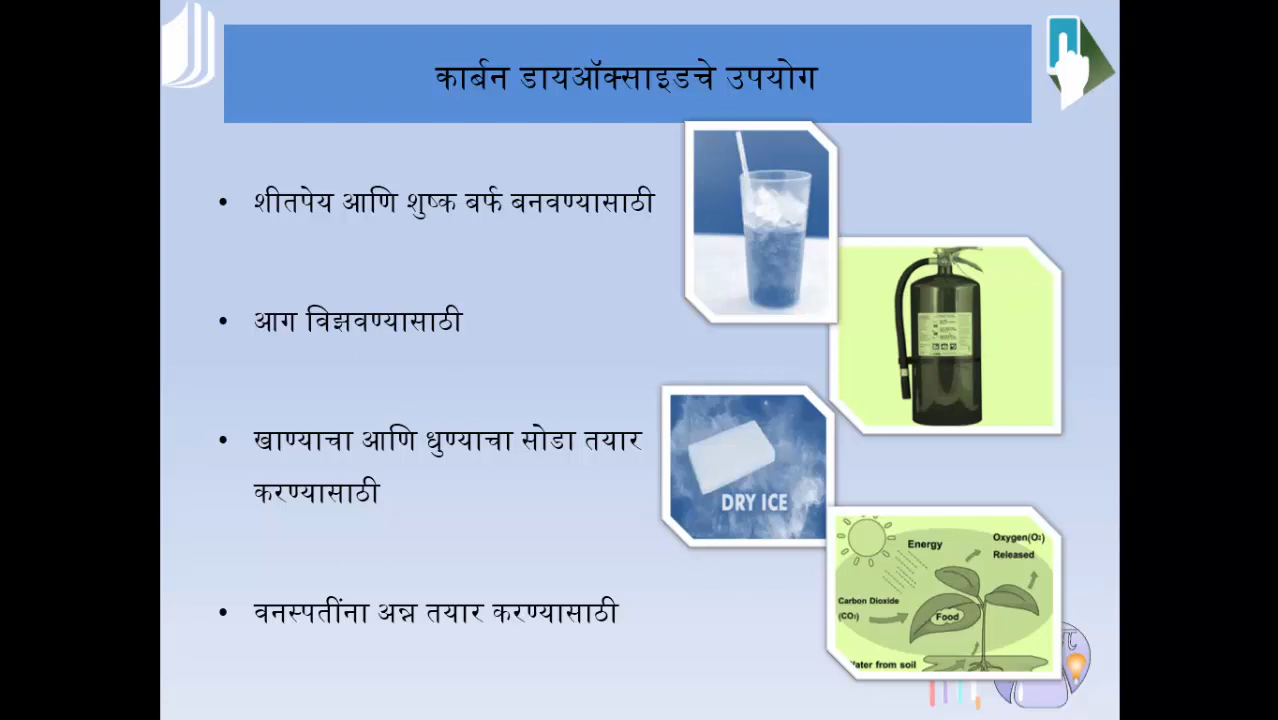 कार्बन डायऑक्साइडचे उपयोग
• शीतपेय आणि शुष्क बर्फ बनवण्यासाठी
• आग विझवण्यासाठी
• खाण्याचा आणि धुण्याचा सोडा तयार
करण्यासाठी
• वनस्पतींना अन्न तयार करण्यासाठी
DRY ICE
Energy
Oxygen(O₂)
Released
Carbon Dioxide
(CO₂)
Food
Water from soil